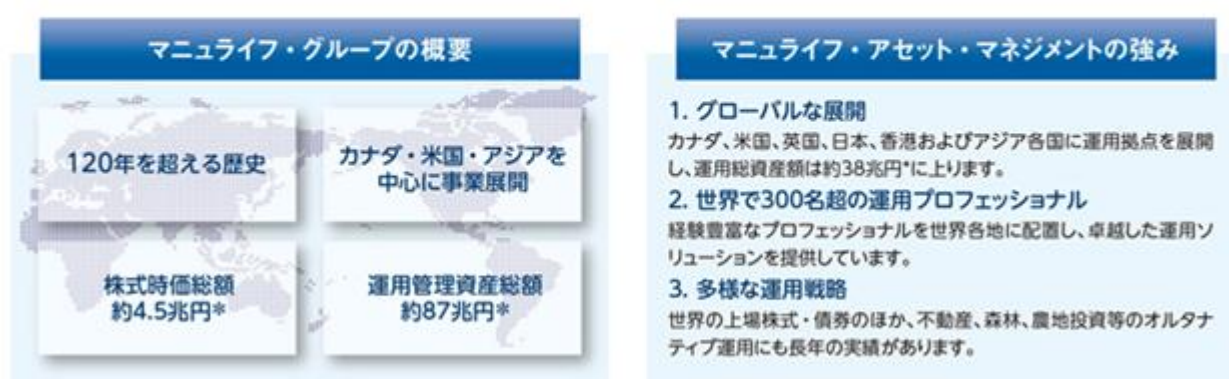 マニュライフ・グループの概要
120年を超える歴史
カナダ・米国・アジアを
中心に事業展開
株式時価総額
約4.5兆円*
運用管理資産総額
約87兆円*
マニュライフ・アセット・マネジメントの強み
1. グローバルな展開
カナダ、米国、英国、日本、香港およびアジア各国に運用拠点を展開
し、運用総資産額は約38兆円*に上ります。
2. 世界で300名超の運用プロフェッショナル
経験豊富なプロフェッショナルを世界各地に配置し、卓越した運用ソ
リューションを提供しています。
3. 多様な運用戦略
世界の上場株式・債券のほか、不動産、森林、農地投資等のオルタナ
ティブ運用にも長年の実績があります。